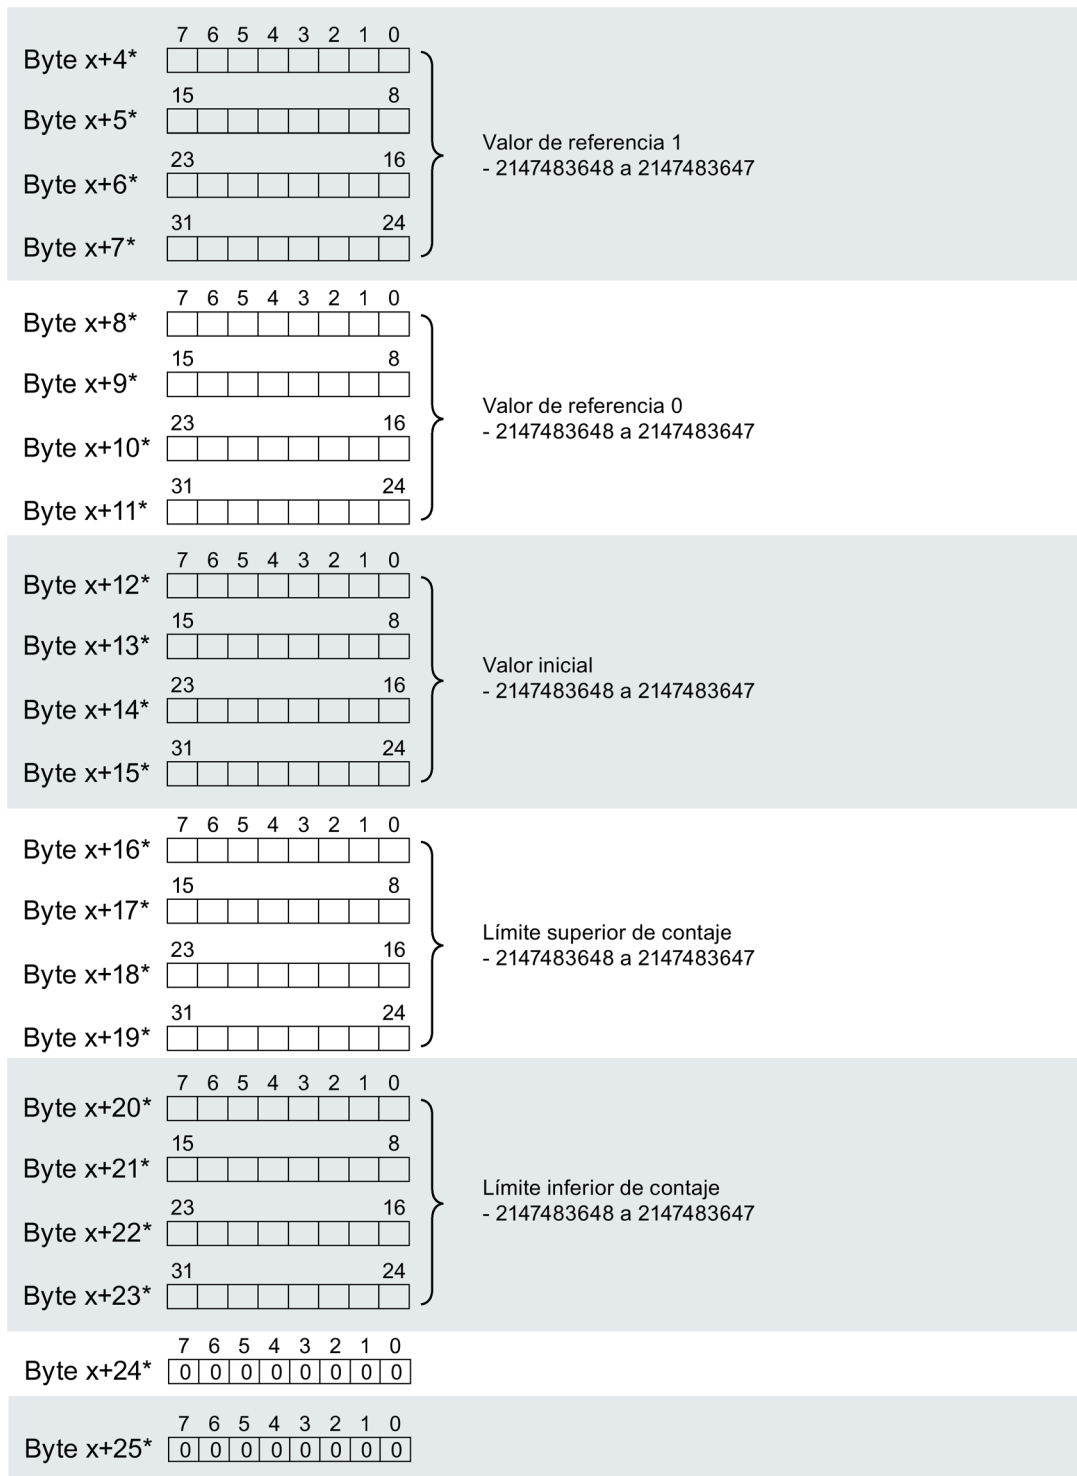 7 6 5 4 3 2 1 0
Byte x+4*
15 8
Byte x+5*
Valor de referencia 1
- 2147483648 a 2147483647
23 16
Byte x+6*
31 24
Byte x+7*
7 6 5 4 3 2 1 0
Byte x+8*
15 8
Byte x+9*
Valor de referencia 0
- 2147483648 a 2147483647
23 16
Byte x+10*
31 24
Byte x+11*
7 6 5 4 3 2 1 0
Byte x+12*
15 8
Byte x+13*
Valor inicial
- 2147483648 a 2147483647
23 16
Byte x+14*
31 24
Byte x+15*
7 6 5 4 3 2 1 0
Byte x+16*
15 8
Byte x+17*
Límite superior de contaje
- 2147483648 a 2147483647
23 16
Byte x+18*
31 24
Byte x+19*
7 6 5 4 3 2 1 0
Byte x+20*
15 8
Byte x+21*
Límite inferior de contaje
- 2147483648 a 2147483647
23 16
Byte x+22*
31 24
Byte x+23*
7 6 5 4 3 2 1 0
Byte x+24* 0 0 0 0 0 0 0 0
7 6 5 4 3 2 1 0
Byte x+25* 0 0 0 0 0 0 0 0